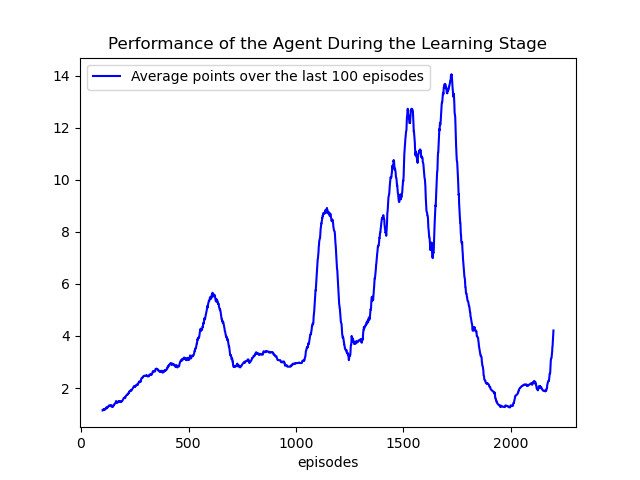 Performance of the Agent During the Learning Stage
Average points over the last 100 episodes
14
12
10
8
6
4
2
0 500 1000 1500 2000
episodes